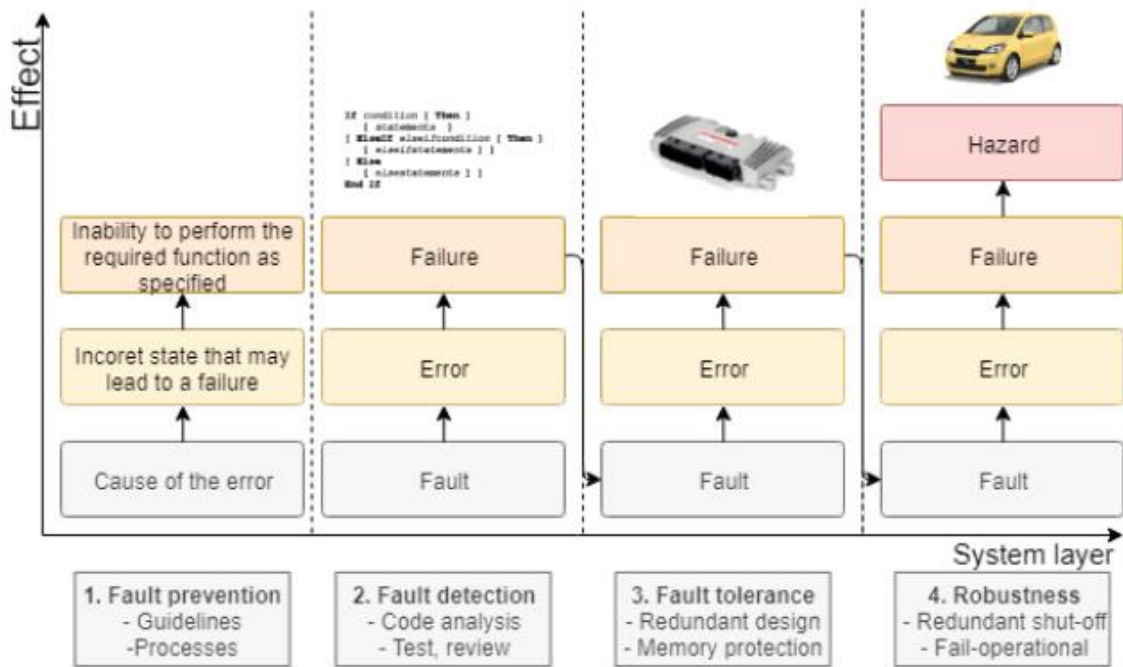 Effect
If condition [ Then ]
[ statements ]
[ ElseIf elseifcondition [ Then ]
[ elseifstatements ] ]
[ Else
[ elsestatements ] ]
End If
Hazard
Inability to perform the
required function as
specified
Failure
Failure
Failure
Incoret state that may
lead to a failure
Error
Error
Error
Cause of the error
Fault
Fault
Fault
System layer
1. Fault prevention
- Guidelines
-Processes
2. Fault detection
- Code analysis
- Test, review
3. Fault tolerance
- Redundant design
- Memory protection
4. Robustness
- Redundant shut-off
- Fail-operational